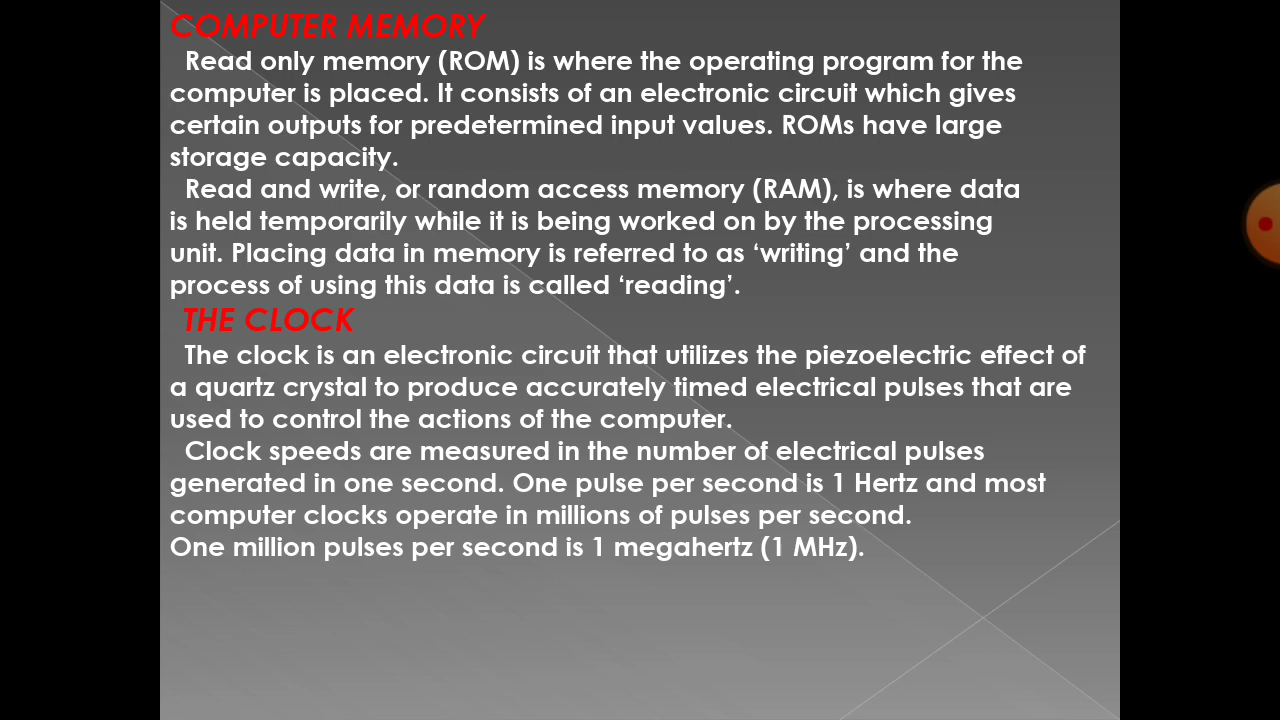 COMPUTER MEMORY
Read only memory (ROM) is where the operating program for the
computer is placed. It consists of an electronic circuit which gives
certain outputs for predetermined input values. ROMs have large
storage capacity.
Read and write, or random access memory (RAM), is where data
is held temporarily while it is being worked on by the processing
unit. Placing data in memory is referred to as ‘writing’ and the
process of using this data is called ‘reading’.
THE CLOCK
The clock is an electronic circuit that utilizes the piezoelectric effect of
a quartz crystal to produce accurately timed electrical pulses that are
used to control the actions of the computer.
Clock speeds are measured in the number of electrical pulses
generated in one second. One pulse per second is 1 Hertz and most
computer clocks operate in millions of pulses per second.
One million pulses per second is 1 megahertz (1 MHz).